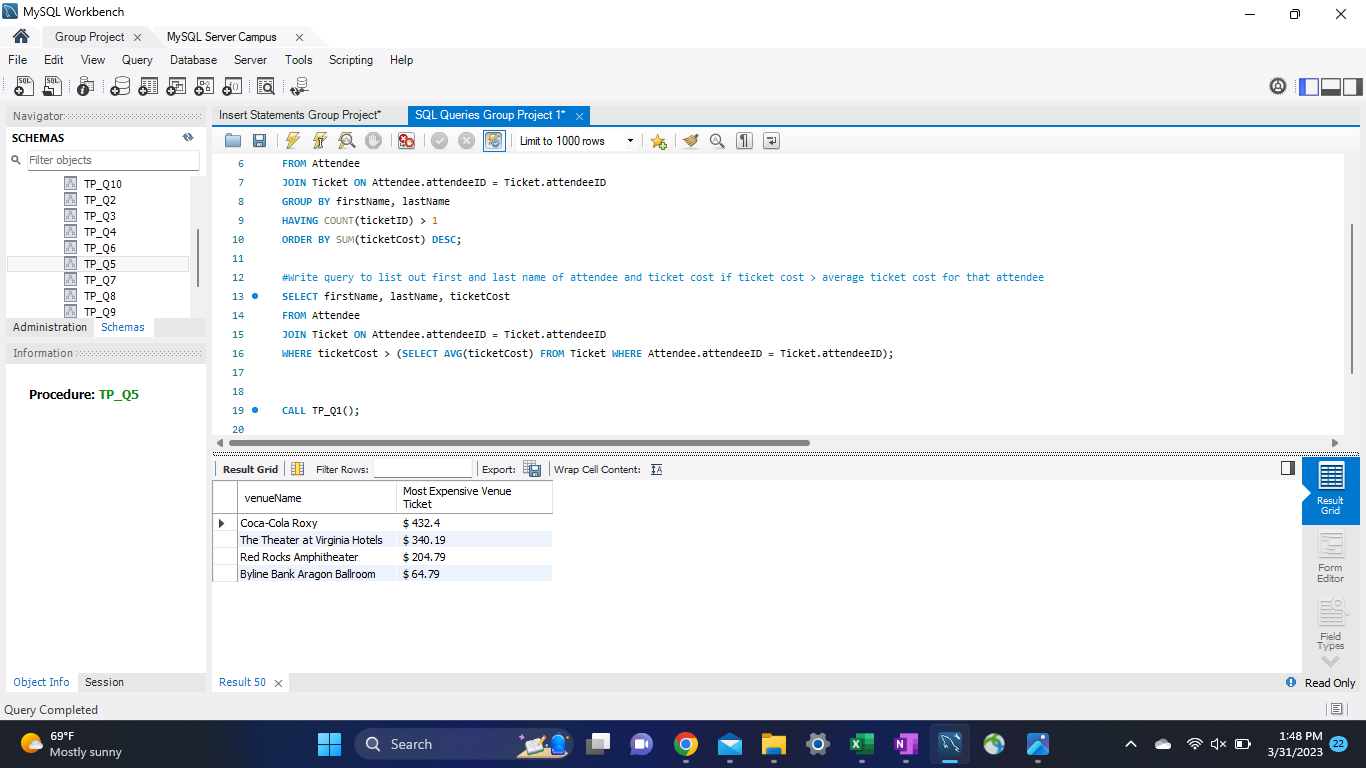 MySQL Workbench
Group Project
MySQL Server Campus
File Edit View Query Database Server Tools Scripting Help
Navigator
SCHEMAS
Filter objects
TP_Q10
TP_Q2
TP_Q3
TP_Q4
TP_Q6
TP_Q5
TP_Q7
TP_Q8
TP_Q9
Administration Schemas
Information
Procedure: TP_Q5
Object Info Session
Insert Statements Group Project*
SQL Queries Group Project 1*
Limit to 1000 rows
6 FROM Attendee
7 JOIN Ticket ON Attendee.attendeeID = Ticket.attendeeID
8 GROUP BY firstName, lastName
9 HAVING COUNT(ticketID) > 1
10 ORDER BY SUM(ticketCost) DESC;
11
12 #Write query to list out first and last name of attendee and ticket cost if ticket cost > average ticket cost for that attendee
13 SELECT firstName, lastName, ticketCost
14 FROM Attendee
15 JOIN Ticket ON Attendee.attendeeID = Ticket.attendeeID
16 WHERE ticketCost > (SELECT AVG(ticketCost) FROM Ticket WHERE Attendee.attendeeID = Ticket.attendeeID);
17
18
19 CALL TP_Q1();
20
Result Grid Filter Rows: Export: Wrap Cell Content:
venueName Most Expensive Venue
Ticket
Coca-Cola Roxy $ 432.4
The Theater at Virginia Hotels $ 340.19
Red Rocks Amphitheater $ 204.79
Byline Bank Aragon Ballroom $ 64.79
Result
Grid
Form
Editor
Field
Types
Result 50
Read Only
Query Completed
69°F
Mostly sunny
Search
1:48 PM
3/31/2023
22